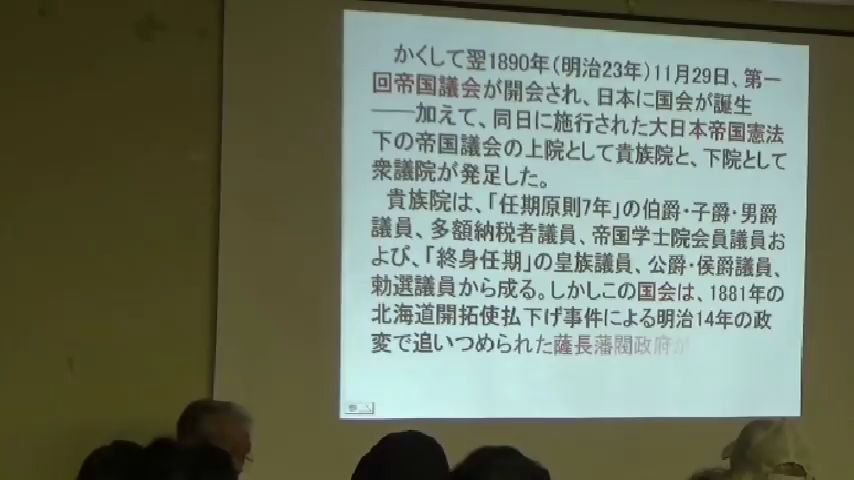 かくして翌1890年(明治23年)11月29日、第一
回帝国議会が開会され、日本に国会が誕生
――加えて、同日に施行された大日本帝国憲法
下の帝国議会の上院として貴族院と、下院として
衆議院が発足した。
貴族院は、「任期原則7年」の伯爵・子爵・男爵
議員、多額納税者議員、帝国学士院会員議員お
よび、「終身任期」の皇族議員、公爵・侯爵議員、
勅選議員から成る。しかしこの国会は、1881年の
北海道開拓使払下げ事件による明治14年の政
変で追いつめられた薩長藩閥政府が